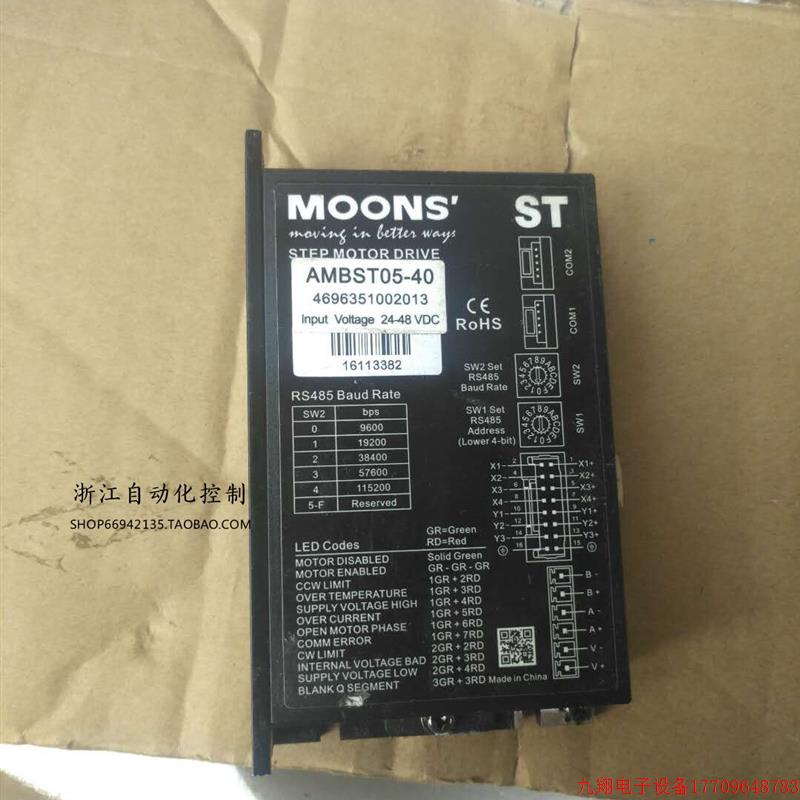 MOONS' ST
moving in better ways
STEP MOTOR DRIVE
AMBST05-40
4696351002013
Input Voltage 24-48 VDC
16113382
CE
RoHS
COM2
COM1
SW2 Set
RS485
Baud Rate
SW2
SW1 Set
RS485
Address
(Lower 4-bit)
SW1
RS485 Baud Rate
SW2 bps
0 9600
1 19200
2 38400
3 57600
4 115200
5-F Reserved
X1- 2 1 X1+
X2- X2+
X3- X3+
X4- X4+
Y1- Y1+
Y2- Y2+
Y3- Y3+
16 15
GR=Green
RD=Red
LED Codes
MOTOR DISABLED Solid Green
MOTOR ENABLED GR - GR - GR
CCW LIMIT 1GR + 2RD
OVER TEMPERATURE 1GR + 3RD
SUPPLY VOLTAGE HIGH 1GR + 4RD
OVER CURRENT 1GR + 5RD
OPEN MOTOR PHASE 1GR + 6RD
COMM ERROR 1GR + 7RD
CW LIMIT 2GR + 2RD
INTERNAL VOLTAGE BAD 2GR + 3RD
SUPPLY VOLTAGE LOW 2GR + 4RD
BLANK Q SEGMENT 3GR + 3RD
Made in China
B -
B +
A -
A +
V -
V +
浙江自动化控制
SHOP66942135.TAOBAO.COM
九翔电子设备17709648783